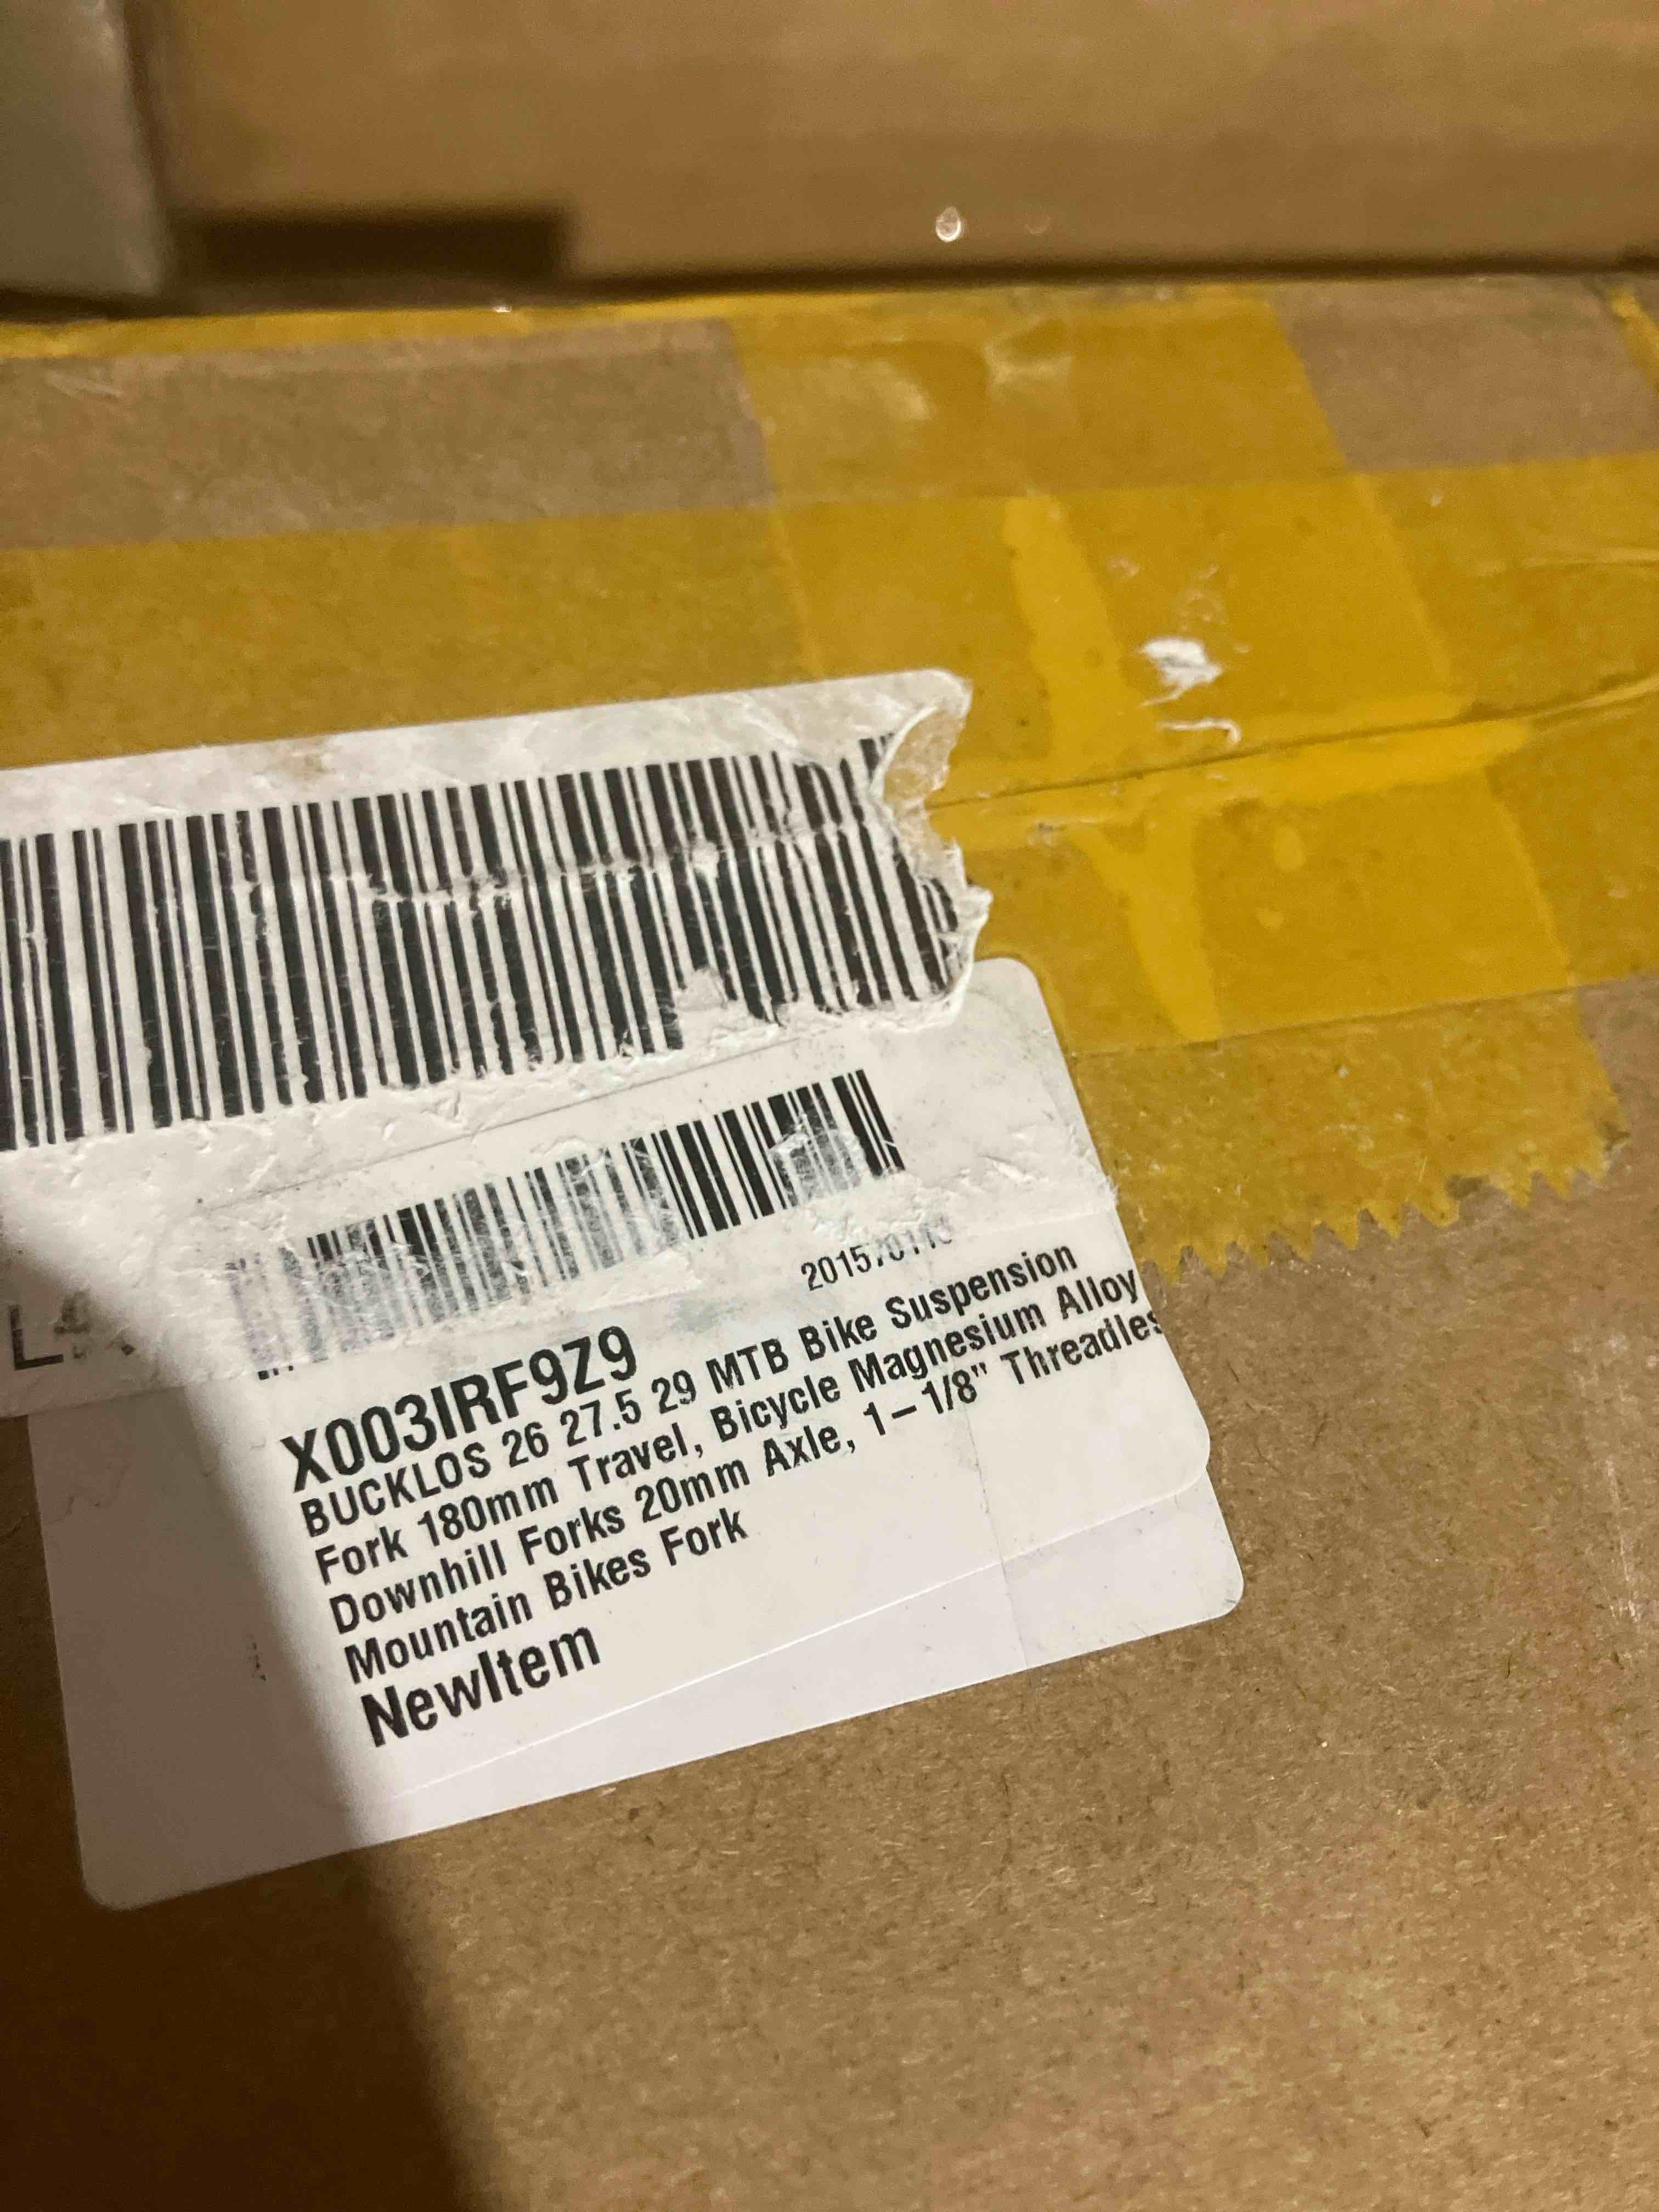 X003IRF9Z9
BUCKLOS 26 27.5 29 MTB Bike Suspension
Fork 180mm Travel, Bicycle Magnesium Alloy
Downhill Forks 20mm Axle, 1-1/8" Threadles
Mountain Bikes Fork
NewItem